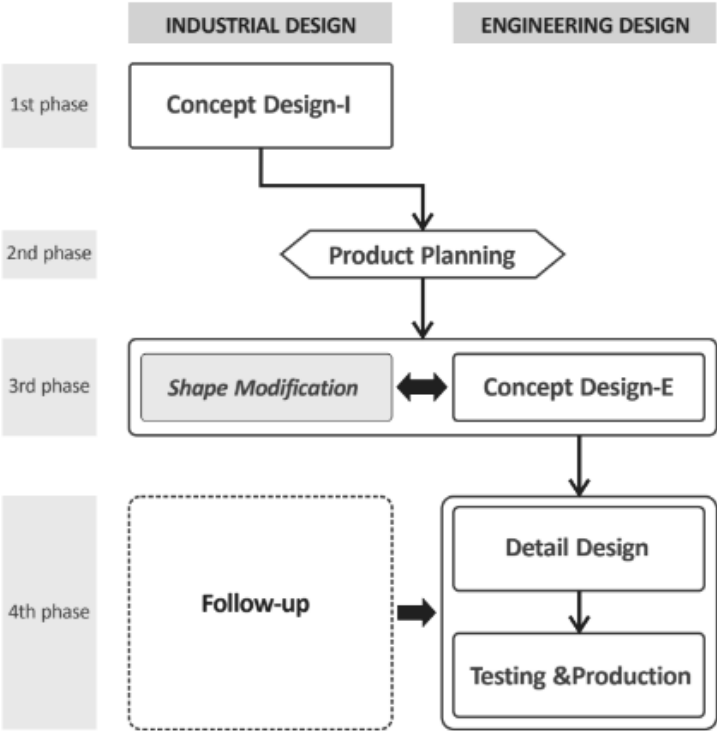 INDUSTRIAL DESIGN
ENGINEERING DESIGN
1st phase
Concept Design-I
2nd phase
Product Planning
3rd phase
Shape Modification
Concept Design-E
4th phase
Follow-up
Detail Design
Testing &Production